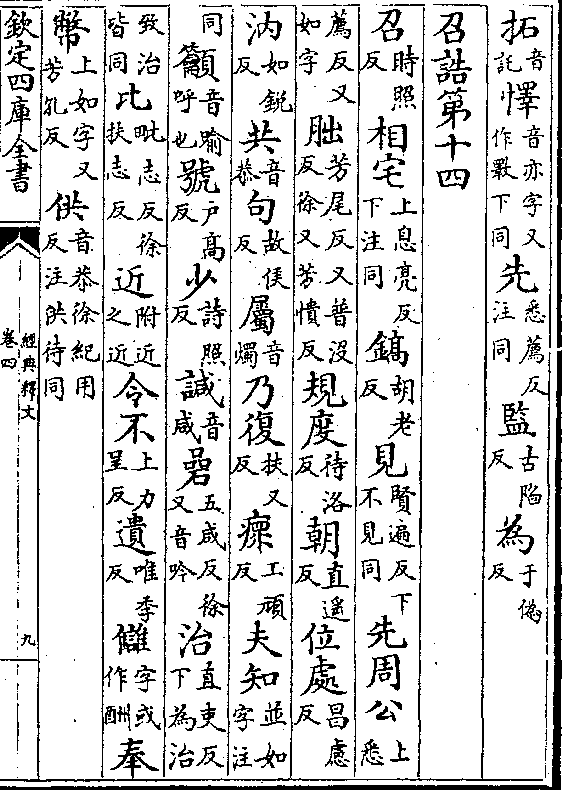 拓音託懌音亦字又作斁下同先悉薦反注同監古陷反為于偽反
召誥第十四
召時照反相宅上息亮反下注同鎬胡老反見賢遍反下不見同先周公上悉
薦反又如字朏芳尾反又普沒反徐又芳憒反規度待洛反朝直遥反位處昌慮反
汭如鋭反共音恭句故侯反屬音燭乃復扶又反瘝工頑反夫知並如字注
同籲音喻呼也號戶高反少詩照反諴音咸碞五咸反徐又音吟治直吏反下為治
致治皆同比毗志反徐扶志反近附近之近令不上力呈反遺唯季反讎字或作酬奉
幣上如字又芳孔反供音恭徐紀用反注供待同
欽定四庫全書
經典釋文
卷四
九